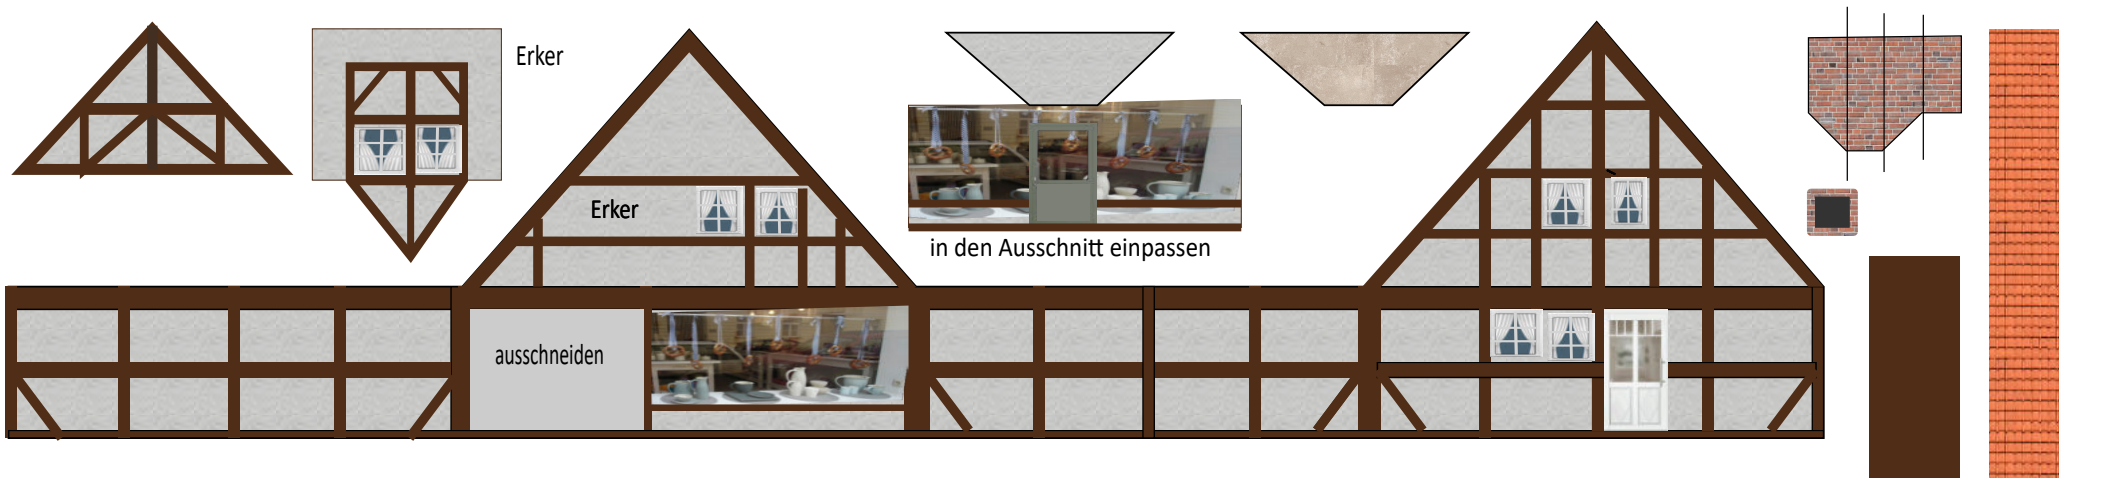 Erker
Erker
in den Ausschnitt einpassen
ausschneiden